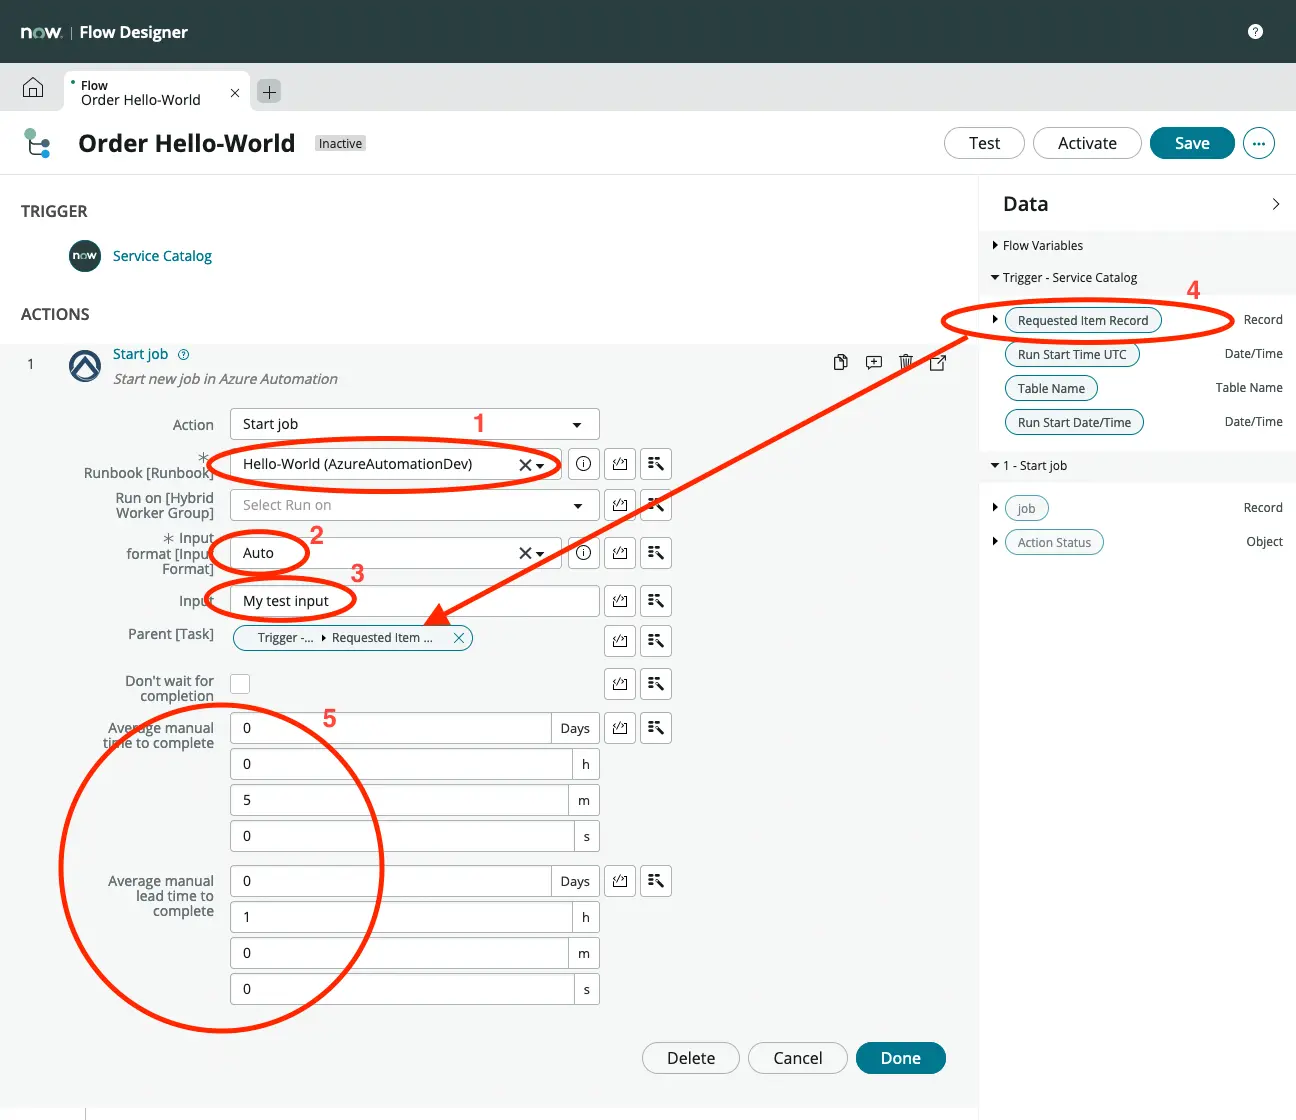 now. | Flow Designer
?
Flow
Order Hello-World
Order Hello-World
Inactive
Test
Activate
Save
TRIGGER
now
Service Catalog
ACTIONS
1
Start job
Start new job in Azure Automation
Action
Start job
1
* Runbook [Runbook]
Hello-World (AzureAutomationDev)
Run on [Hybrid
Worker Group]
Select Run on
* Input
format [Input
Format]
Auto
2
Input
My test input
3
Parent [Task]
Trigger -... ▸ Requested Item ...
Don't wait for
completion
Average manual
time to complete
5
0 Days
0 h
5 m
0 s
Average manual
lead time to
complete
0 Days
1 h
0 m
0 s
Delete
Cancel
Done
Data
Flow Variables
Trigger - Service Catalog
4
Requested Item Record
Record
Run Start Time UTC
Date/Time
Table Name
Table Name
Run Start Date/Time
Date/Time
1 - Start job
job
Record
Action Status
Object